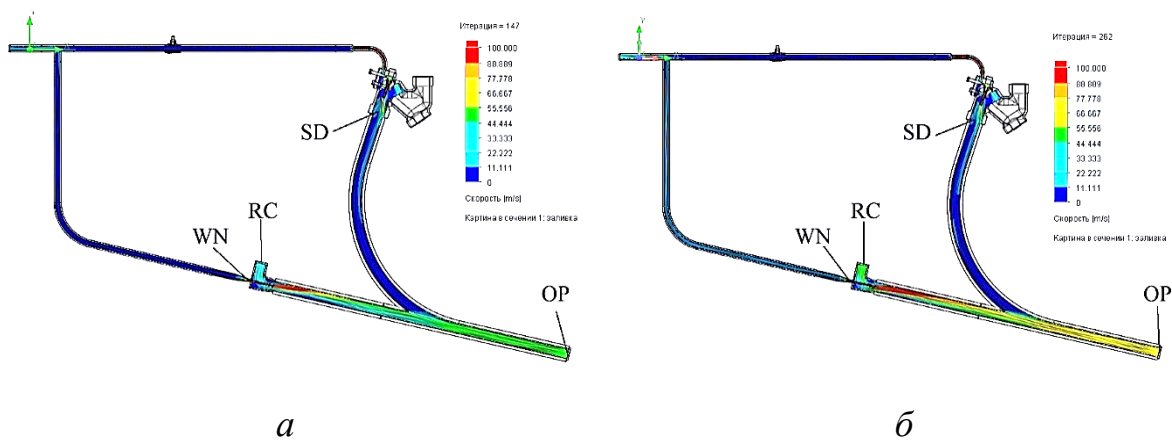 Итерация = 147
100.000
88.889
77.778
66.667
55.556
44.444
33.333
22.222
11.111
0
Скорость [m/s]
Картина в сечении 1: заливка
SD
RC
WN
OP
а
Y
Итерация = 262
100.000
88.889
77.778
66.667
55.556
44.444
33.333
22.222
11.111
0
Скорость [m/s]
Картина в сечении 1: заливка
SD
RC
WN
OP
б